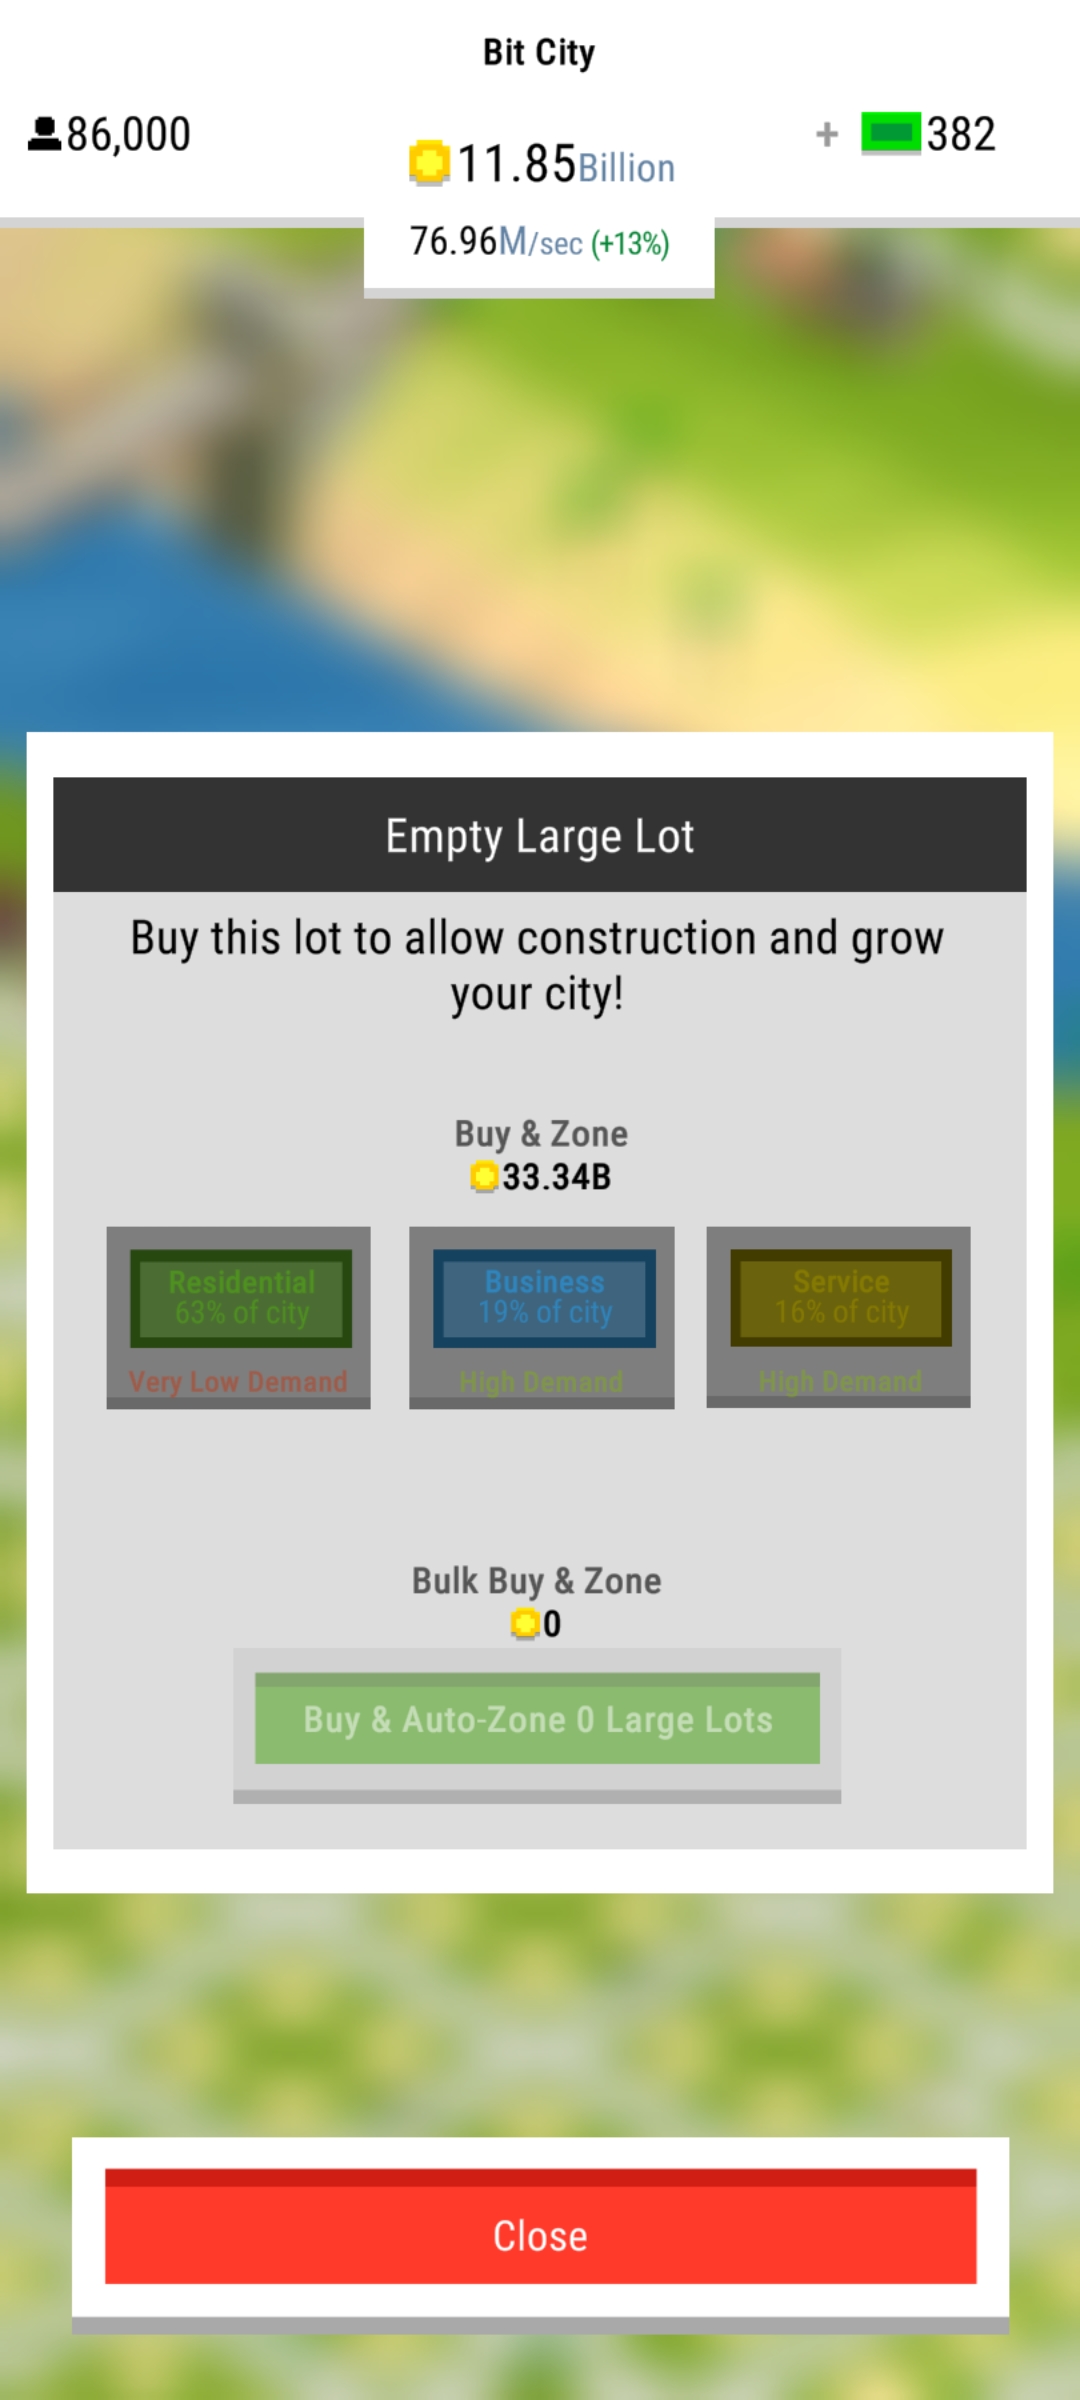 Bit City
86,000
11.85Billion
+ 382
76.96M/sec (+13%)
Empty Large Lot
Buy this lot to allow construction and grow
your city!
Buy & Zone
33.34B
Residential
63% of city
Very Low Demand
Business
19% of city
High Demand
Service
16% of city
High Demand
Bulk Buy & Zone
0
Buy & Auto-Zone 0 Large Lots
Close